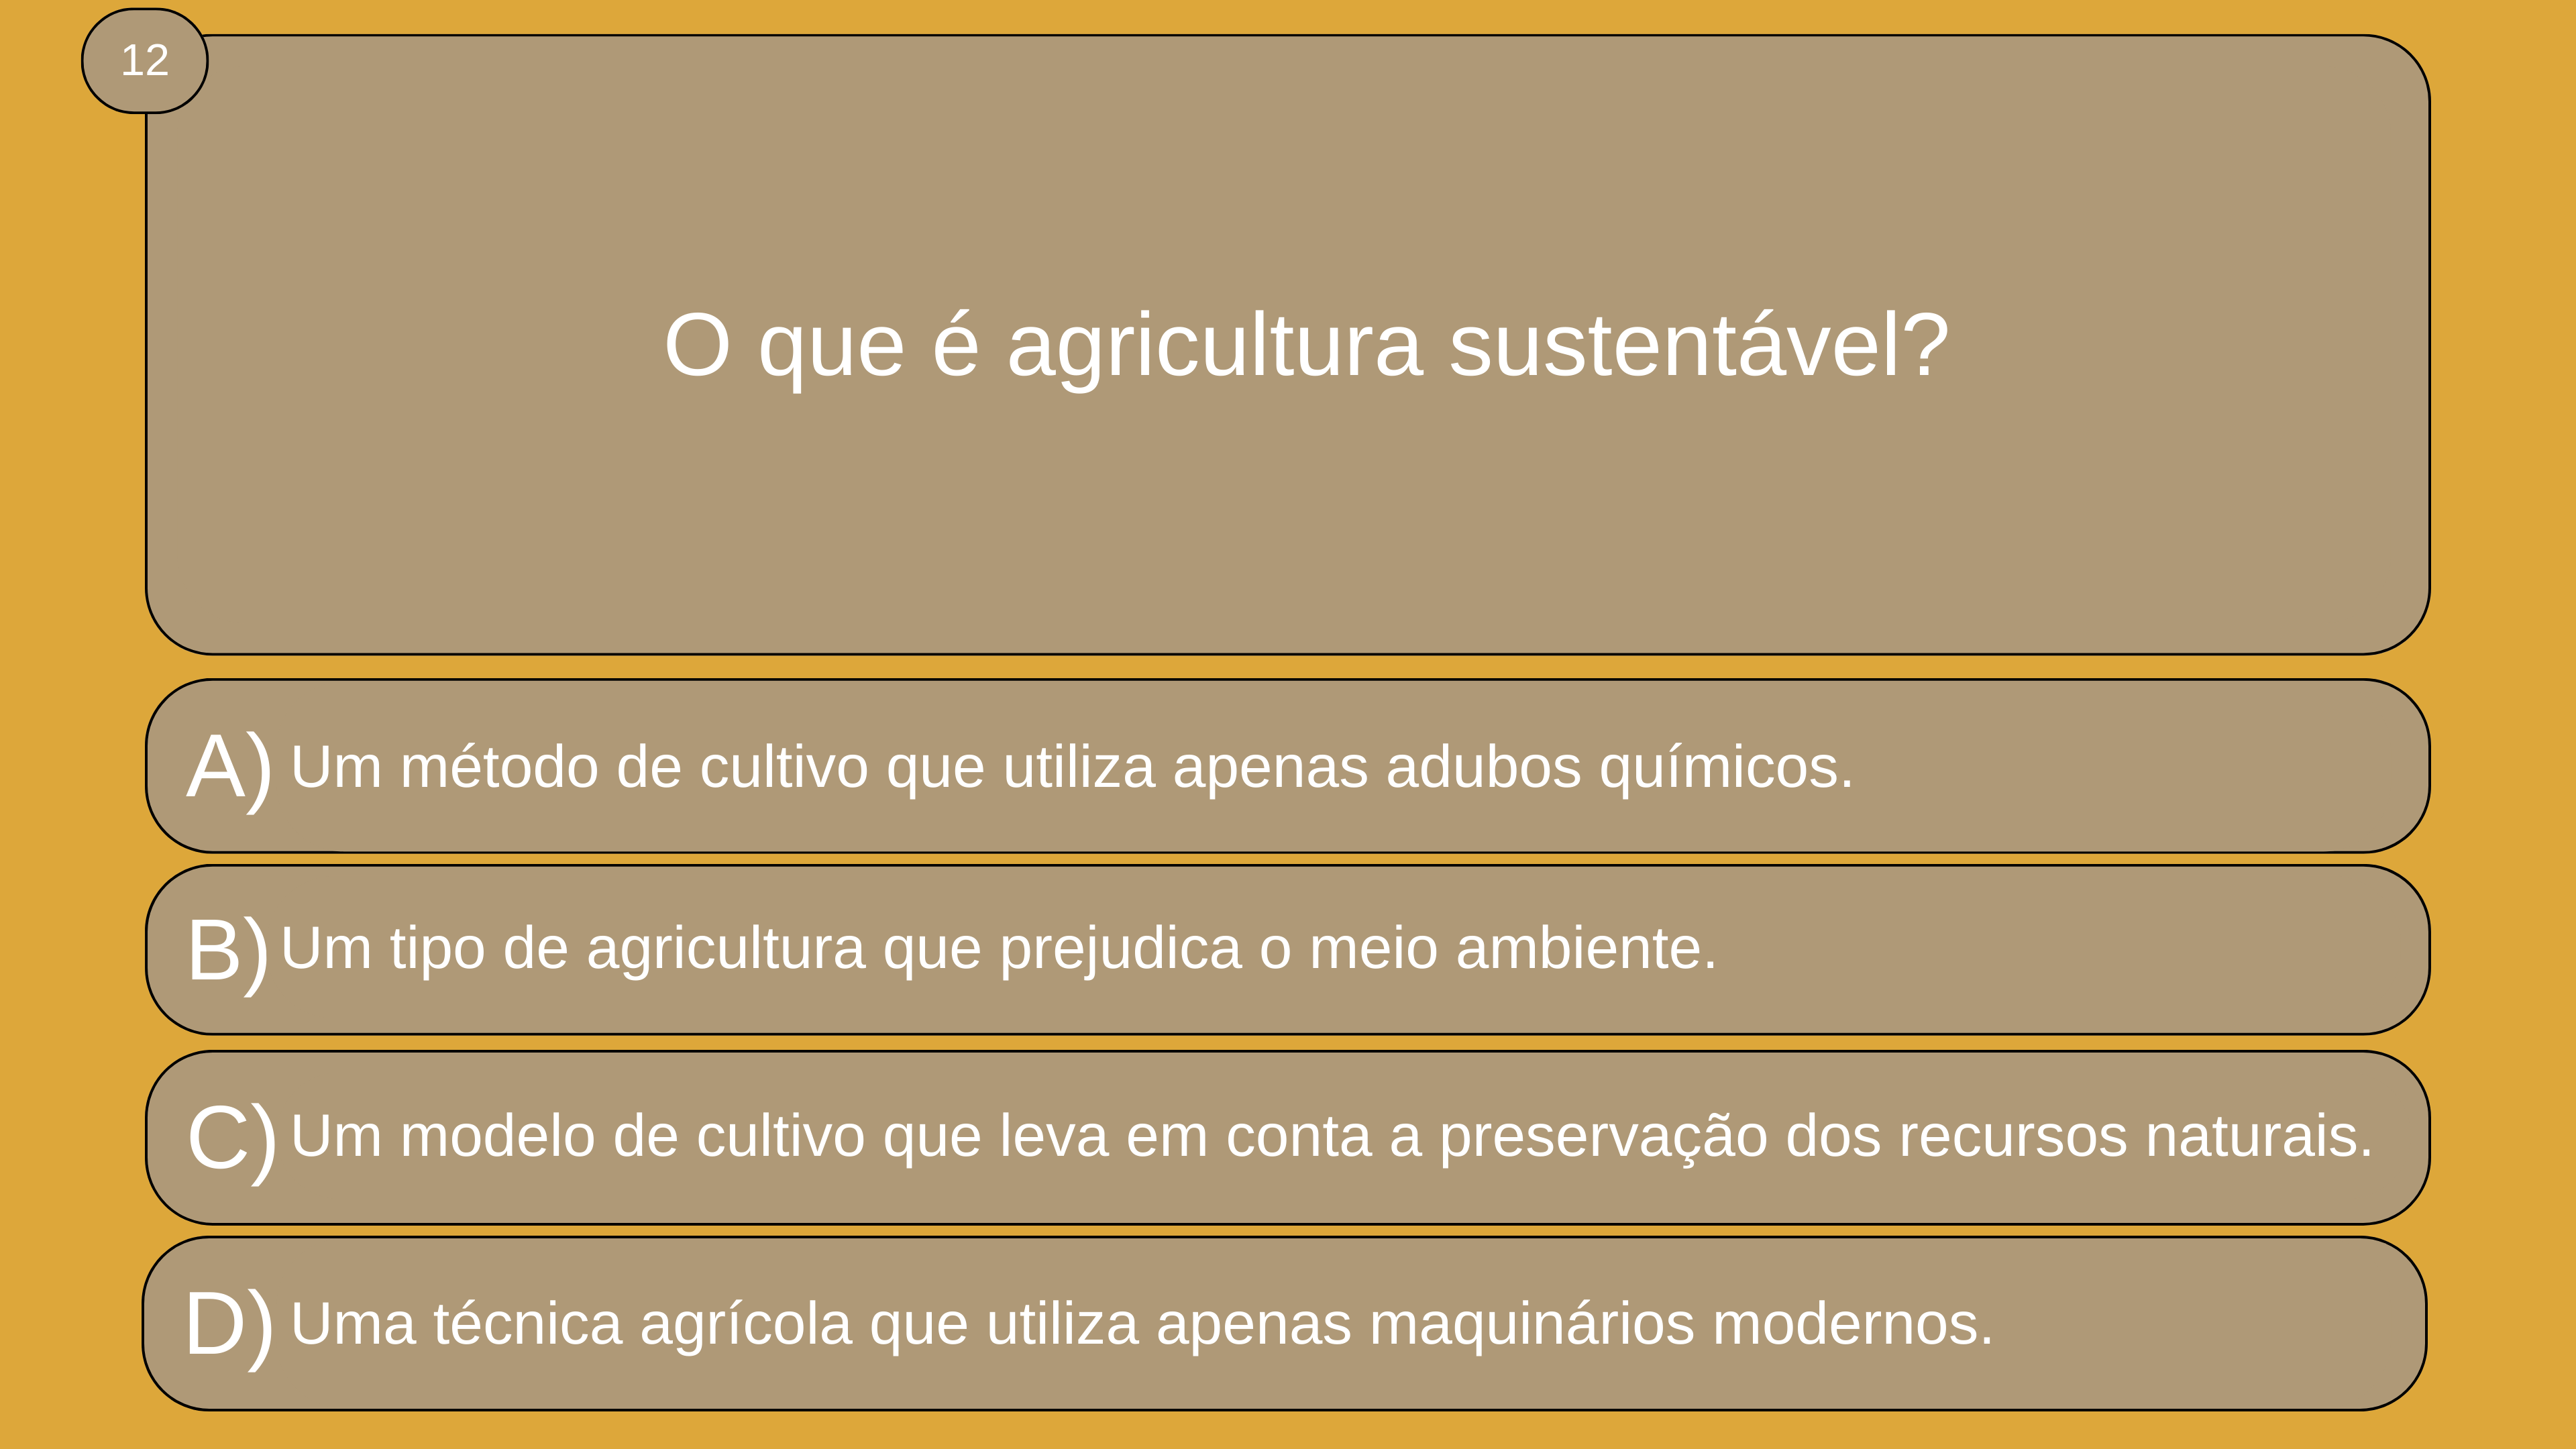 12
O que é agricultura sustentável?
A) Um método de cultivo que utiliza apenas adubos químicos.
B) Um tipo de agricultura que prejudica o meio ambiente.
C) Um modelo de cultivo que leva em conta a preservação dos recursos naturais.
D) Uma técnica agrícola que utiliza apenas maquinários modernos.